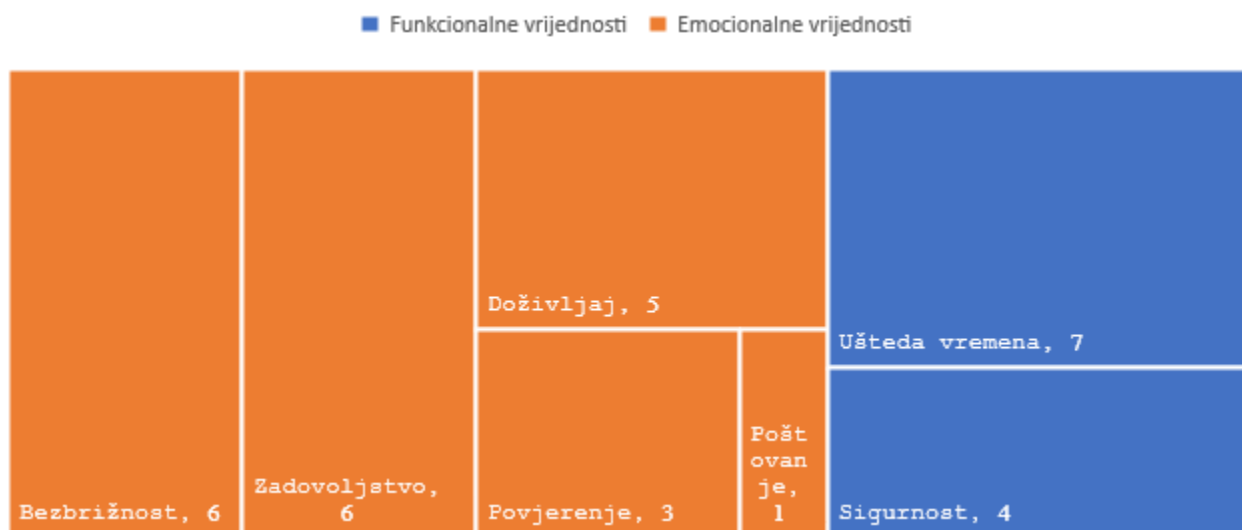 Funkcionalne vrijednosti Emocionalne vrijednosti
Doživljaj, 5
Ušteda vremena, 7
Bezbrižnost, 6
Zadovoljstvo,
6
Povjerenje, 3
Pošt
ovan
je,
1
Sigurnost, 4